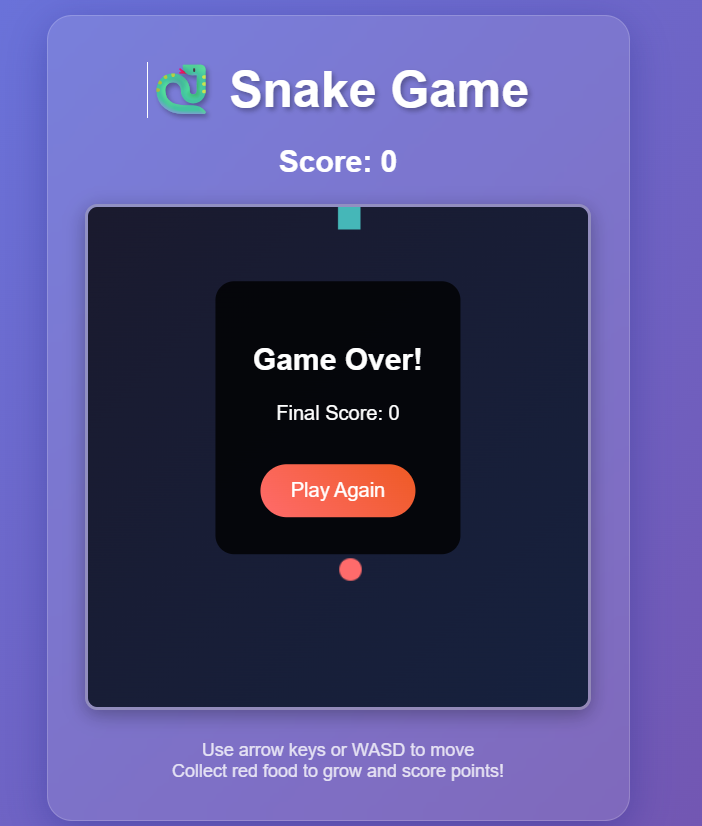 🐍 Snake Game
Score: 0
Game Over!
Final Score: 0
Play Again
Use arrow keys or WASD to move
Collect red food to grow and score points!